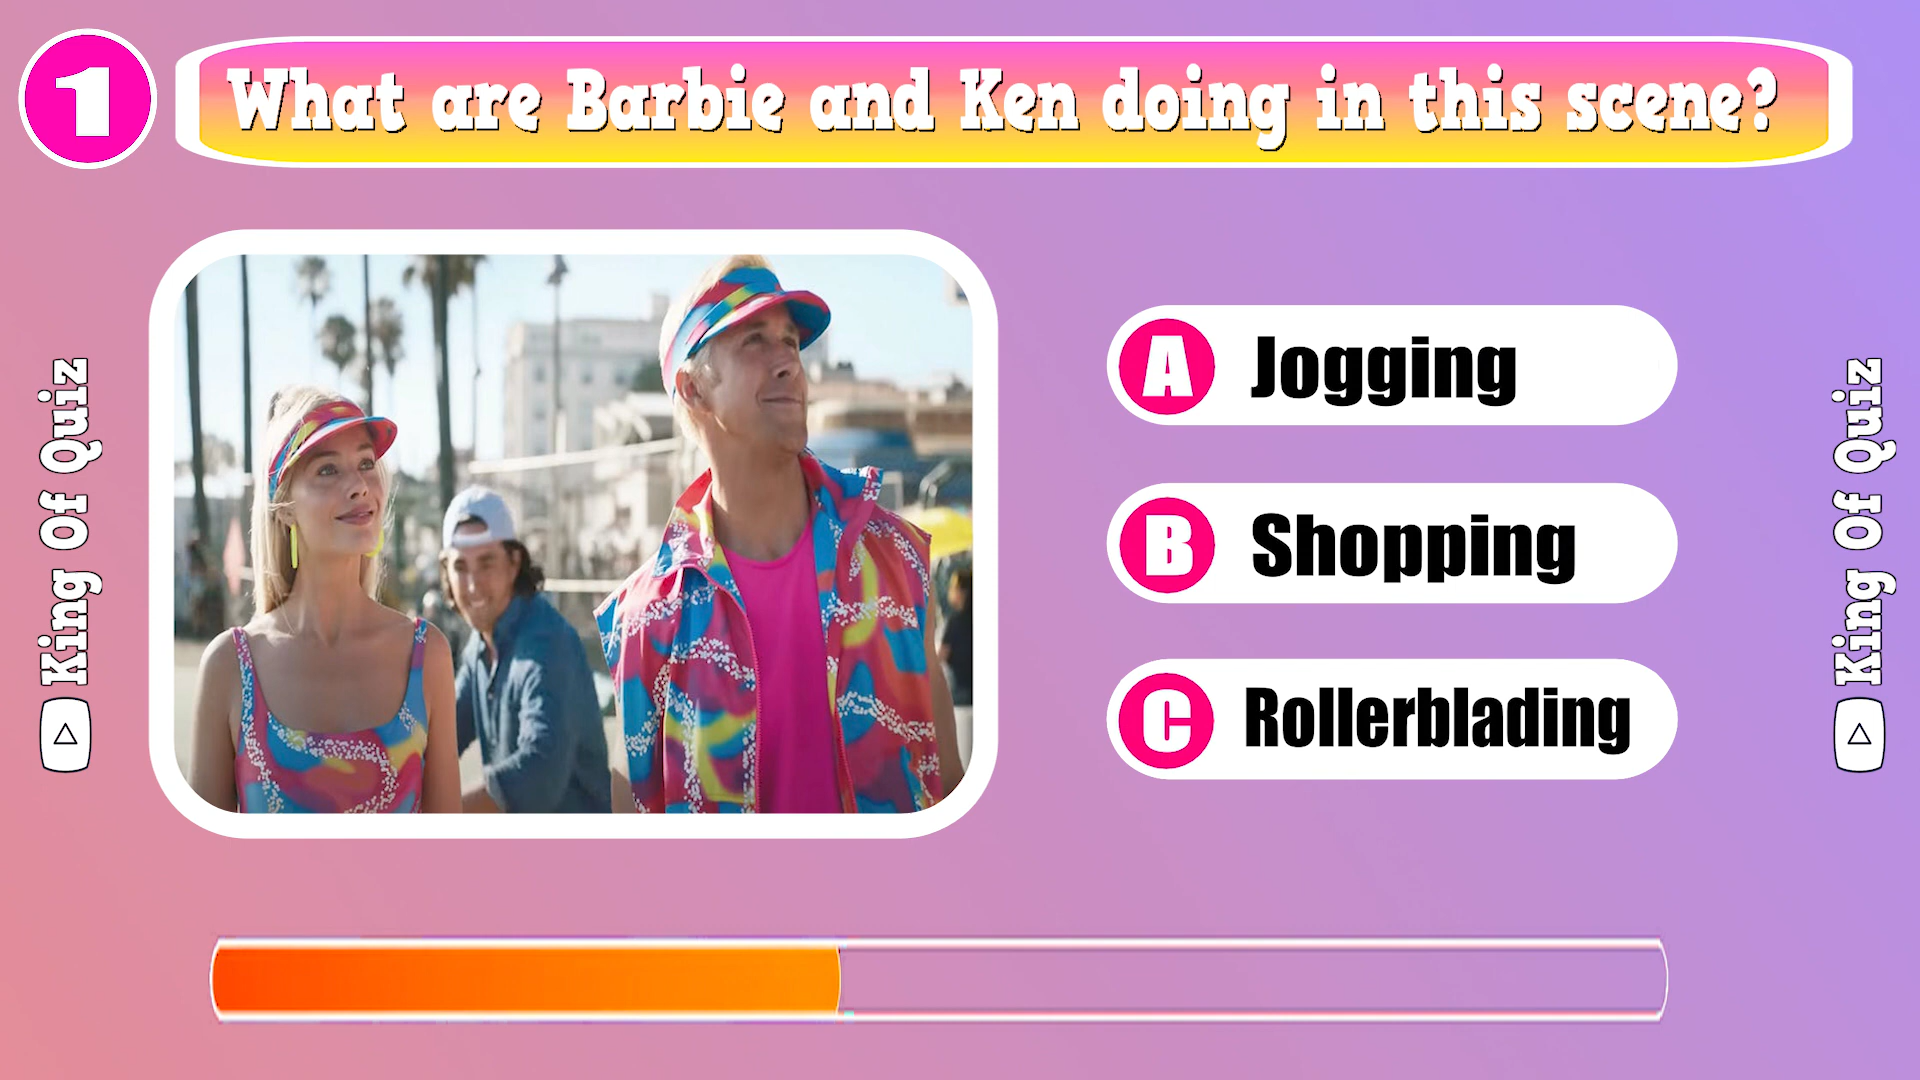 1
What are Barbie and Ken doing in this scene?
A Jogging
B Shopping
C Rollerblading
King Of Quiz
King Of Quiz